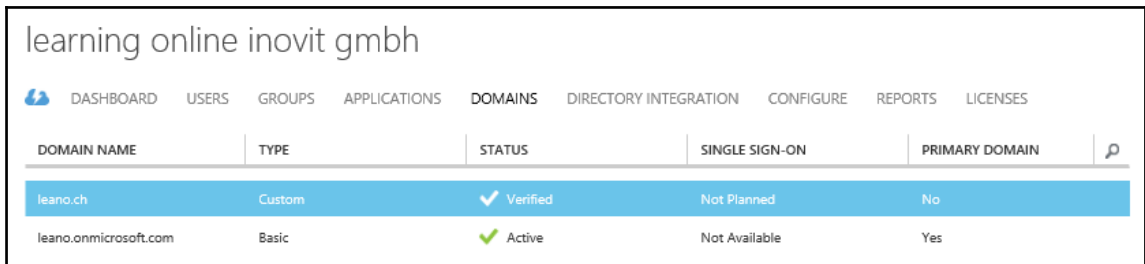 learning online inovit gmbh
DASHBOARD USERS GROUPS APPLICATIONS DOMAINS DIRECTORY INTEGRATION CONFIGURE REPORTS LICENSES
DOMAIN NAME TYPE STATUS SINGLE SIGN-ON PRIMARY DOMAIN
leano.ch Custom Verified Not Planned No
leano.onmicrosoft.com Basic Active Not Available Yes